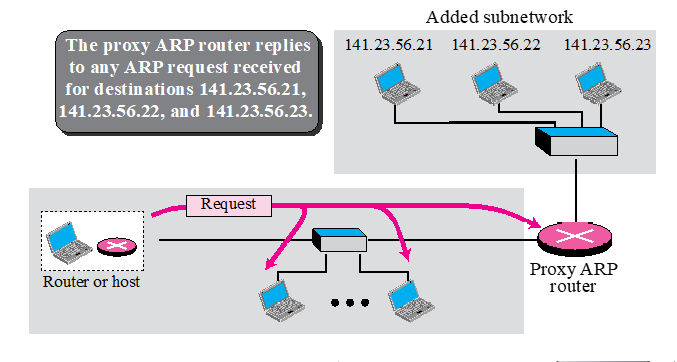 Added subnetwork
The proxy ARP router replies
to any ARP request received
for destinations 141.23.56.21,
141.23.56.22, and 141.23.56.23.
141.23.56.21 141.23.56.22 141.23.56.23
Request
Router or host
Proxy ARP
router